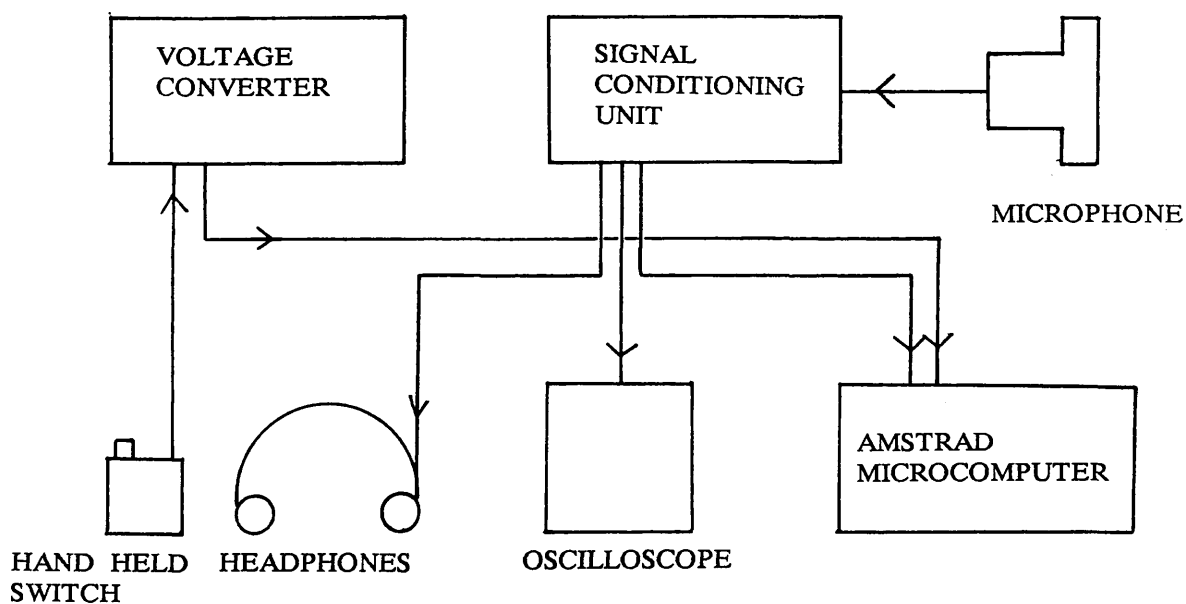 VOLTAGE
CONVERTER
SIGNAL
CONDITIONING
UNIT
MICROPHONE
AMSTRAD
MICROCOMPUTER
HAND HELD
SWITCH
HEADPHONES
OSCILLOSCOPE